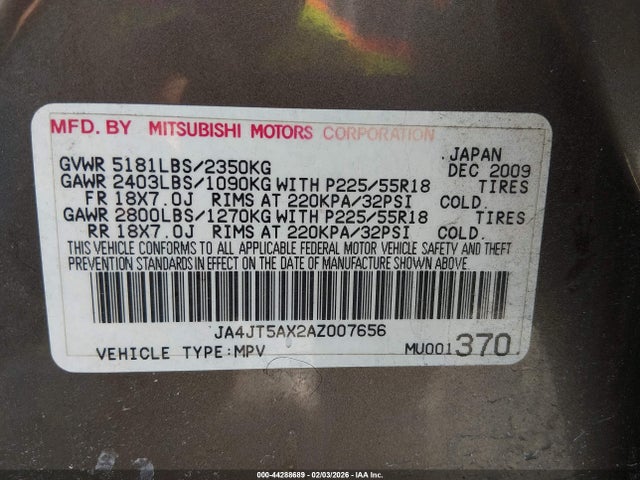 MFD. BY MITSUBISHI MOTORS CORPORATION
GVWR 5181LBS/2350KG JAPAN DEC 2009
GAWR 2403LBS/1090KG WITH P225/55R18 TIRES
FR 18X7.0J RIMS AT 220KPA/32PSI COLD.
GAWR 2800LBS/1270KG WITH P225/55R18 TIRES
RR 18X7.0J RIMS AT 220KPA/32PSI COLD.
THIS VEHICLE CONFORMS TO ALL APPLICABLE FEDERAL MOTOR VEHICLE SAFETY AND THEFT
PREVENTION STANDARDS IN EFFECT ON THE DATE OF MANUFACTURE SHOWN ABOVE.
JA4JT5AX2AZ007656
VEHICLE TYPE:MPV MU001370
000-44288689 - 02/03/2026 - IAA Inc.